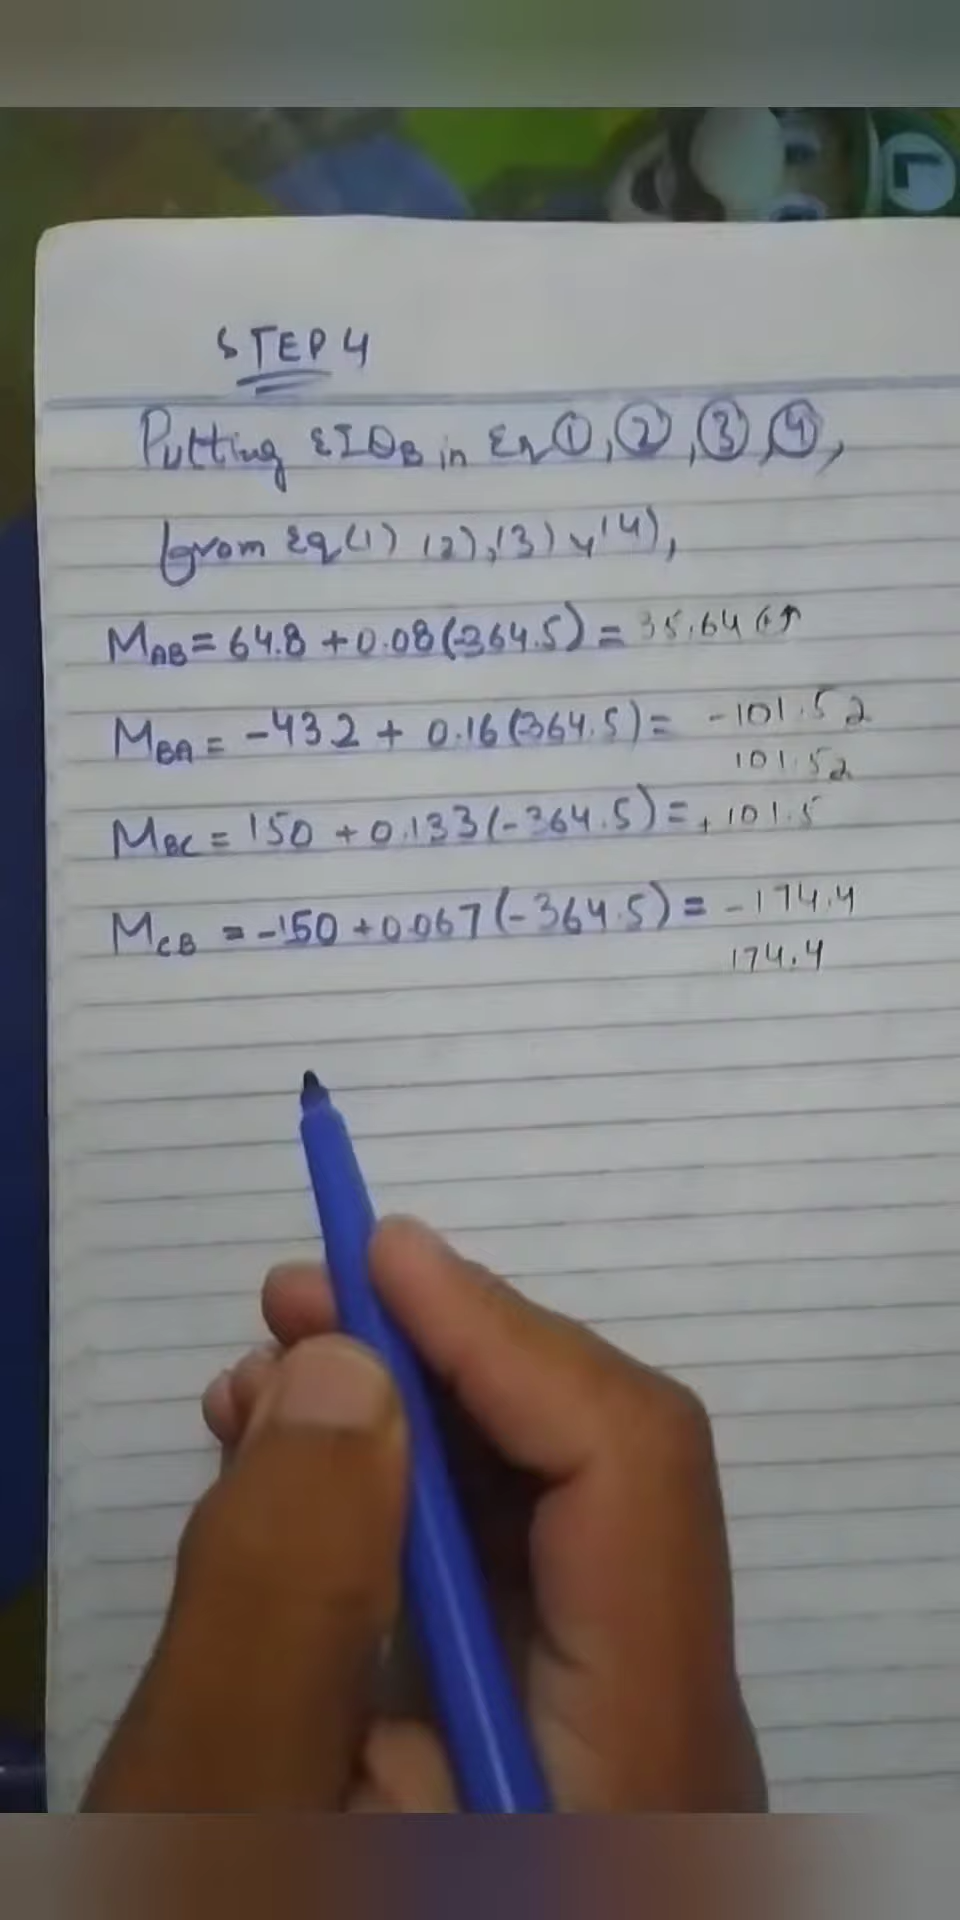 STEP 4
Putting EIθB in Eq ①, ②, ③, ④,
from Eq (1) (2), (3) y (4),
MAB = 64.8 + 0.08(-364.5) = 35.64
MBA = -432 + 0.16(-364.5) = -101.52
101.52
MBC = 150 + 0.133(-364.5) = +101.5
MCB = -150 + 0.067(-364.5) = -174.4
174.4
L